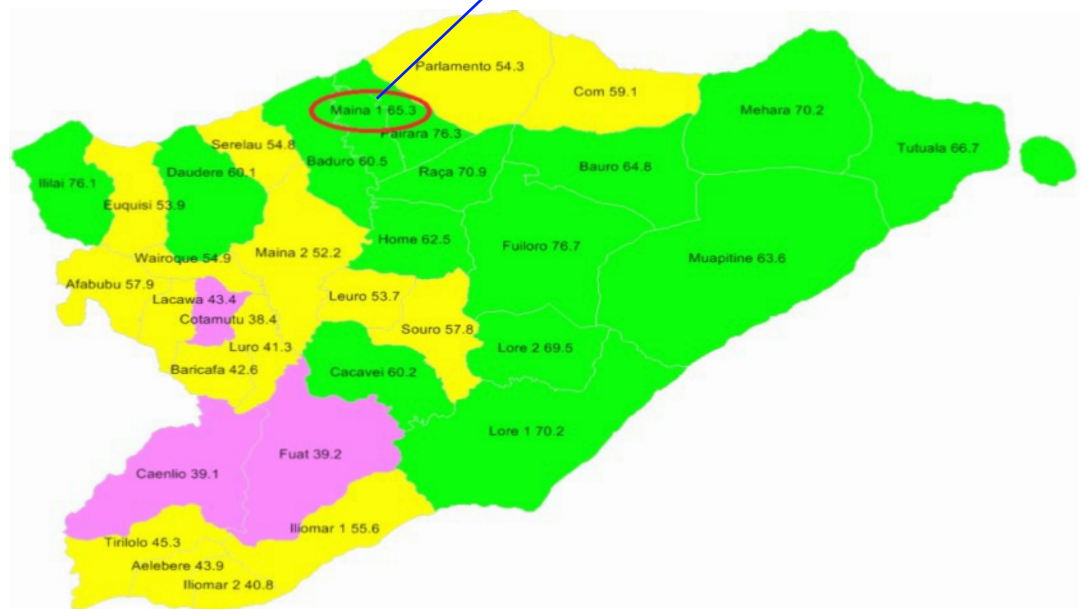 Parlamento 54.3
Com 59.1
Maina 1 65.3
Mehara 70.2
Fairara 76.3
Serelau 54.8
Tutuala 66.7
Baduro 60.5
Bauro 64.8
Daudere 60.1
Raça 70.9
Ililai 76.1
Euquisi 53.9
Home 62.5
Fuiloro 76.7
Maina 2 52.2
Wairoque 54.9
Muapitine 63.6
Afabubu 57.9
Leuro 53.7
Lacawa 43.4
Cotamutu 38.4
Souro 57.8
Luro 41.3
Lore 2 69.5
Baricafa 42.6
Cacavei 60.2
Lore 1 70.2
Fuat 39.2
Caenlio 39.1
Iliomar 1 55.6
Tirilolo 45.3
Aelebere 43.9
Iliomar 2 40.8